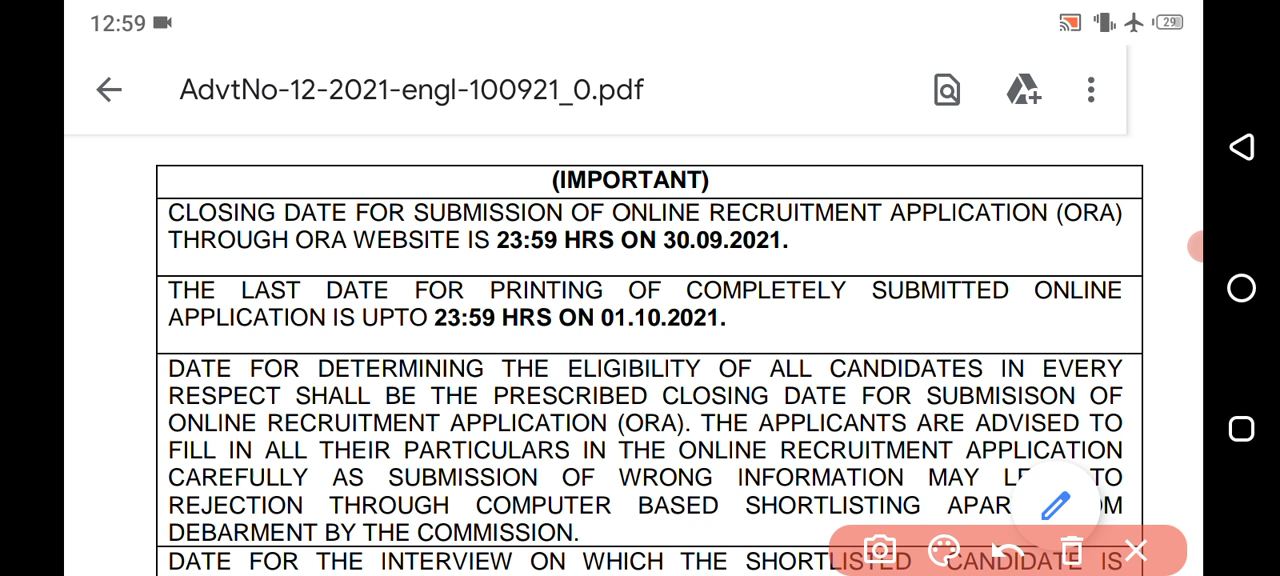 12:59
29
AdvtNo-12-2021-engl-100921_0.pdf
(IMPORTANT)
CLOSING DATE FOR SUBMISSION OF ONLINE RECRUITMENT APPLICATION (ORA)
THROUGH ORA WEBSITE IS 23:59 HRS ON 30.09.2021.
THE LAST DATE FOR PRINTING OF COMPLETELY SUBMITTED ONLINE
APPLICATION IS UPTO 23:59 HRS ON 01.10.2021.
DATE FOR DETERMINING THE ELIGIBILITY OF ALL CANDIDATES IN EVERY
RESPECT SHALL BE THE PRESCRIBED CLOSING DATE FOR SUBMISISON OF
ONLINE RECRUITMENT APPLICATION (ORA). THE APPLICANTS ARE ADVISED TO
FILL IN ALL THEIR PARTICULARS IN THE ONLINE RECRUITMENT APPLICATION
CAREFULLY AS SUBMISSION OF WRONG INFORMATION MAY TO
REJECTION THROUGH COMPUTER BASED SHORTLISTING
DEBARMENT BY THE COMMISSION.
DATE FOR THE INTERVIEW ON WHICH THE SHORTLISTED CANDIDATE IS